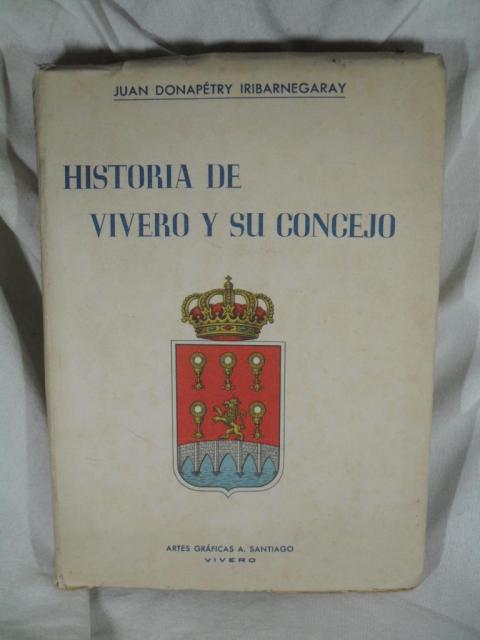 JUAN DONAPÉTRY IRIBARNEGARAY
HISTORIA DE
VIVERO Y SU CONCEJO
ARTES GRÁFICAS A. SANTIAGO
VIVERO